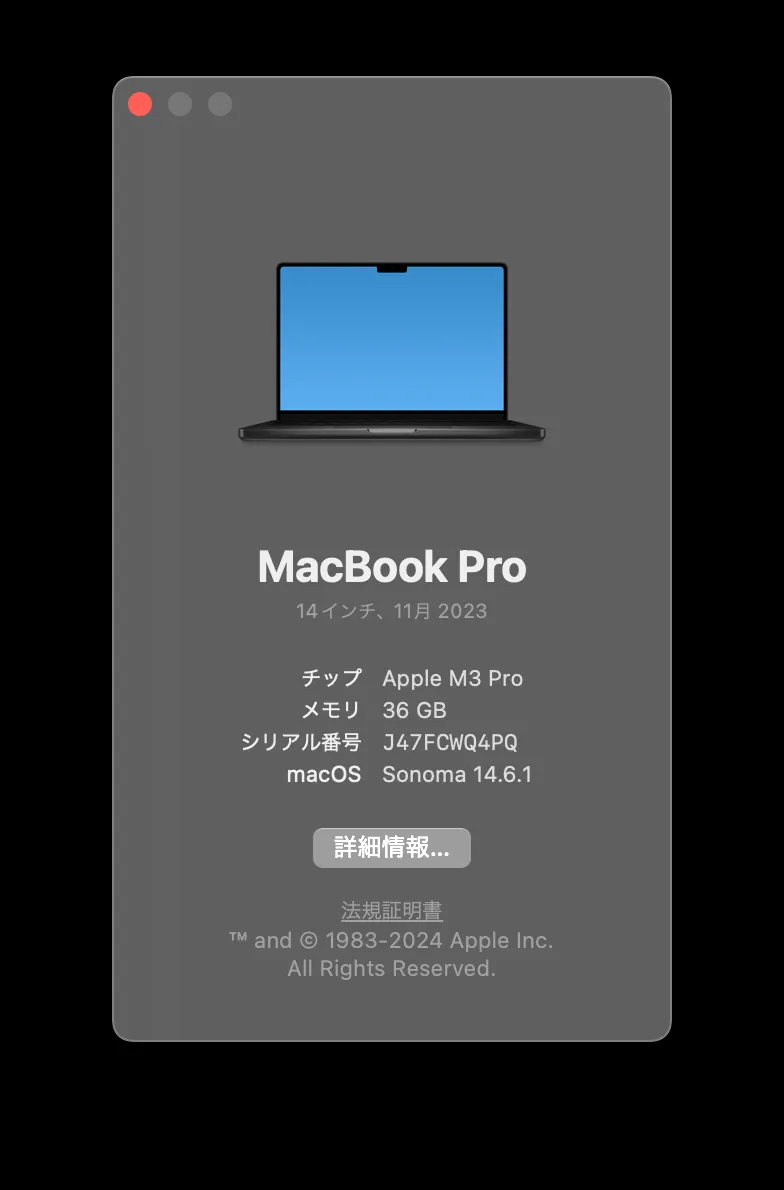 MacBook Pro
14インチ、11月 2023
チップ Apple M3 Pro
メモリ 36 GB
シリアル番号 J47FCWQ4PQ
macOS Sonoma 14.6.1
詳細情報...
法規証明書
™ and © 1983-2024 Apple Inc.
All Rights Reserved.